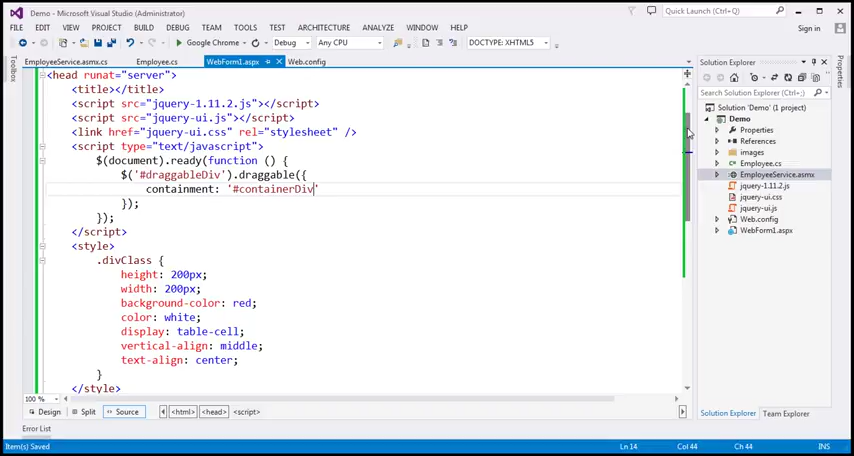 Demo - Microsoft Visual Studio (Administrator)
Quick Launch (Ctrl+;)
FILE EDIT VIEW PROJECT BUILD DEBUG TEAM TOOLS TEST ARCHITECTURE ANALYZE WINDOW HELP
Sign in
Google Chrome
Debug
Any CPU
DOCTYPE: XHTML5
Toolbox
EmployeeService.asmx.cs
Employee.cs
WebForm1.aspx
Web.config
<head runat="server">
<title></title>
<script src="jquery-1.11.2.js"></script>
<script src="jquery-ui.js"></script>
<link href="jquery-ui.css" rel="stylesheet" />
<script type="text/javascript">
$(document).ready(function () {
$('#draggableDiv').draggable({
containment: '#containerDiv'
});
});
</script>
<style>
.divClass {
height: 200px;
width: 200px;
background-color: red;
color: white;
display: table-cell;
vertical-align: middle;
text-align: center;
}
</style>
100 %
Design
Split
Source
<html>
<head>
<script>
Error List
Item(s) Saved
Ln 14
Col 44
Ch 44
INS
Solution Explorer
Search Solution Explorer (Ctrl+;)
Solution 'Demo' (1 project)
Demo
Properties
References
images
Employee.cs
EmployeeService.asmx
jquery-1.11.2.js
jquery-ui.css
jquery-ui.js
Web.config
WebForm1.aspx
Solution Explorer
Team Explorer
Properties